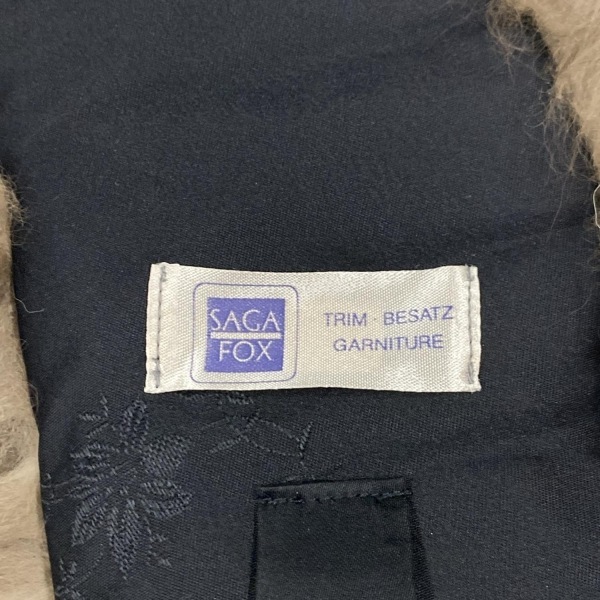 SAGA
FOX
TRIM - BESATZ
GARNITURE